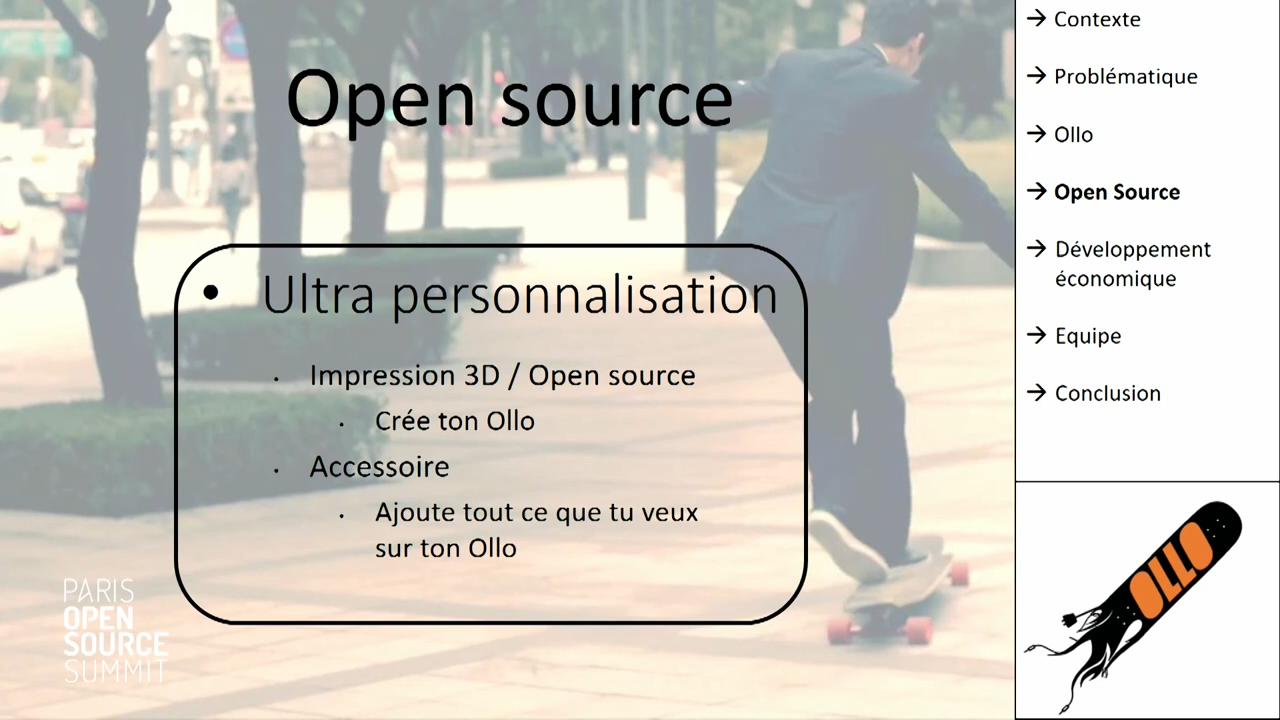 Open source
• Ultra personnalisation
· Impression 3D / Open source
· Crée ton Ollo
· Accessoire
· Ajoute tout ce que tu veux
sur ton Ollo
PARIS
OPEN
SOURCE
SUMMIT
→ Contexte
→ Problématique
→ Ollo
→ Open Source
→ Développement
économique
→ Equipe
→ Conclusion
OLLO